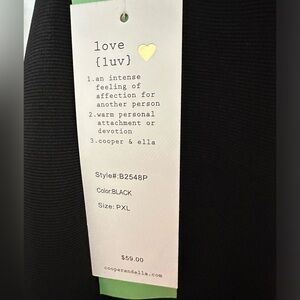 love
{luv}
1.an intense
feeling of
affection for
another person
2.warm personal
attachment or
devotion
3.cooper & ella
Style#:B2548P
Color:BLACK
Size: PXL
$59.00
cooperandella.com